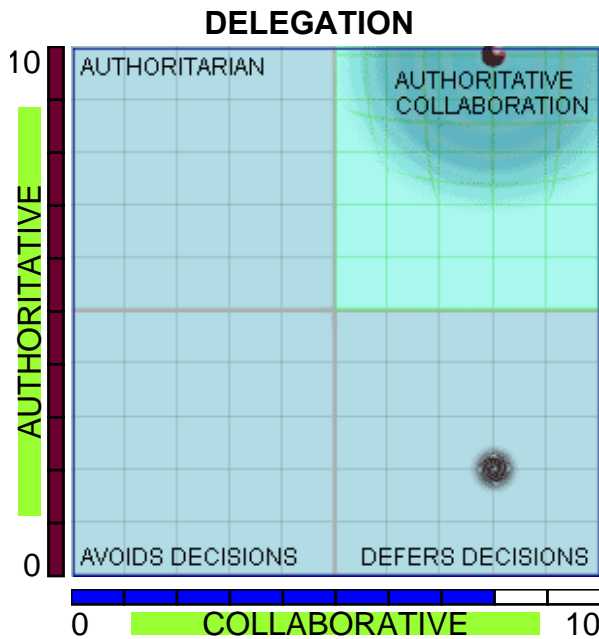 DELEGATION
10
AUTHORITARIAN
AUTHORITATIVE
COLLABORATION
AUTHORITATIVE
0
AVOIDS DECISIONS
DEFERS DECISIONS
0
COLLABORATIVE
10